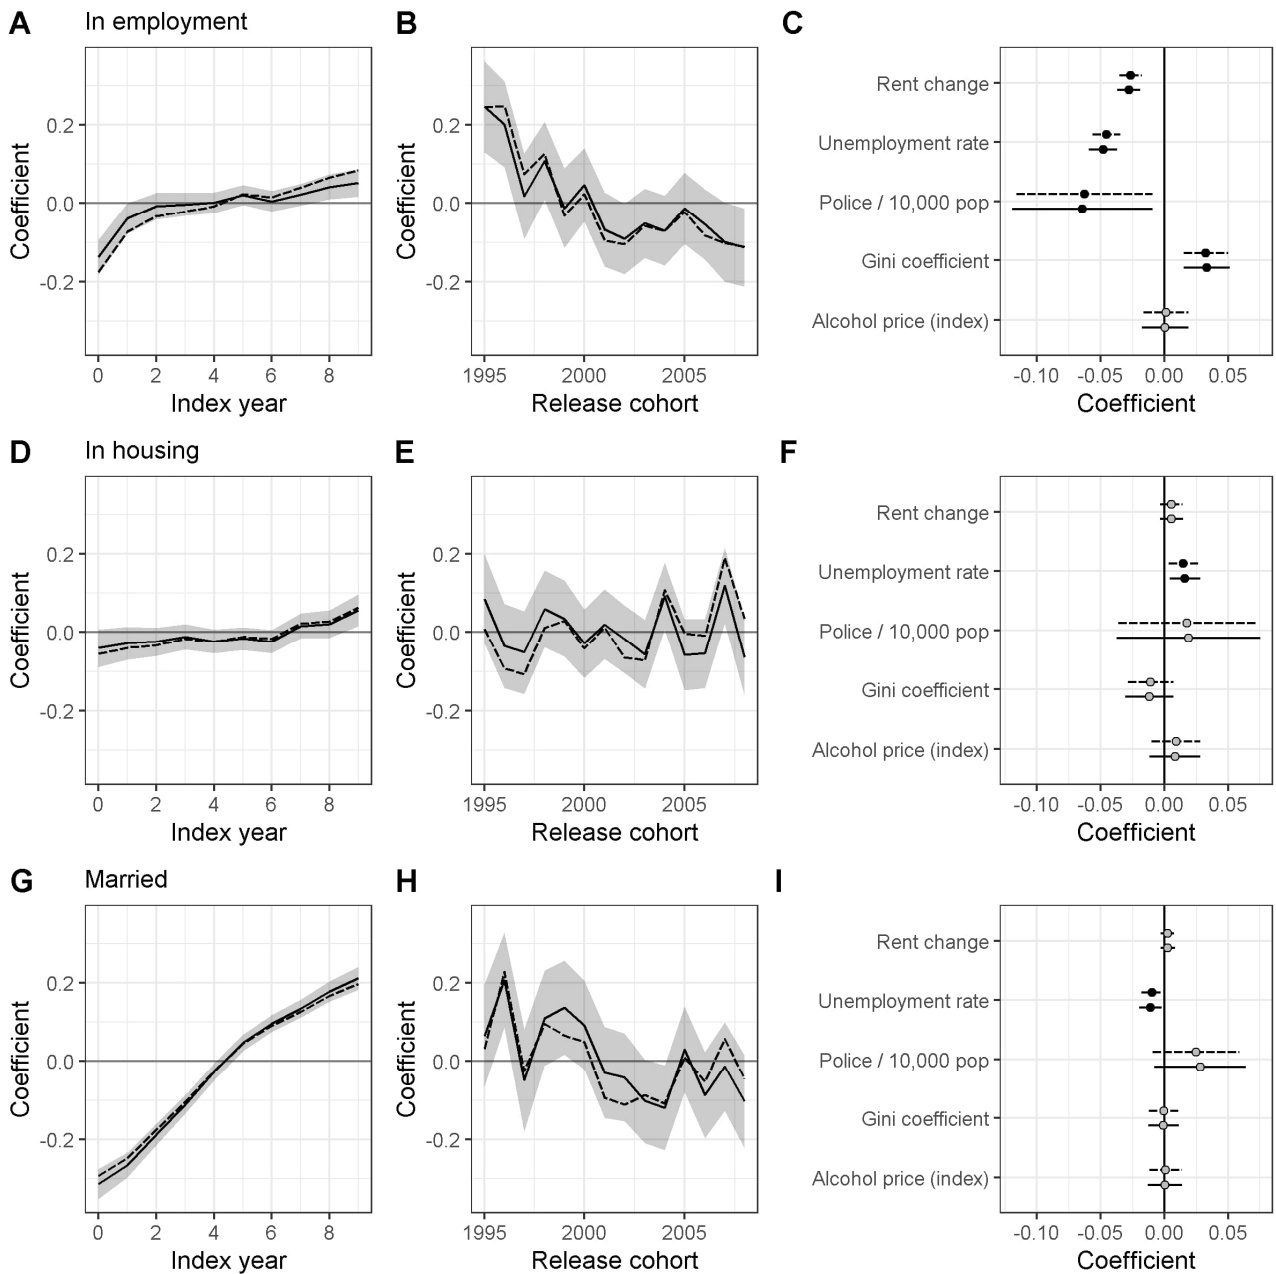 A In employment B C
Coefficient
0.2
0.0
-0.2
0 2 4 6 8
Index year
Coefficient
0.2
0.0
-0.2
1995 2000 2005
Release cohort
Rent change
Unemployment rate
Police / 10,000 pop
Gini coefficient
Alcohol price (index)
-0.10 -0.05 0.00 0.05
Coefficient
D In housing E F
Coefficient
0.2
0.0
-0.2
0 2 4 6 8
Index year
Coefficient
0.2
0.0
-0.2
1995 2000 2005
Release cohort
Rent change
Unemployment rate
Police / 10,000 pop
Gini coefficient
Alcohol price (index)
-0.10 -0.05 0.00 0.05
Coefficient
G Married H I
Coefficient
0.2
0.0
-0.2
0 2 4 6 8
Index year
Coefficient
0.2
0.0
-0.2
1995 2000 2005
Release cohort
Rent change
Unemployment rate
Police / 10,000 pop
Gini coefficient
Alcohol price (index)
-0.10 -0.05 0.00 0.05
Coefficient